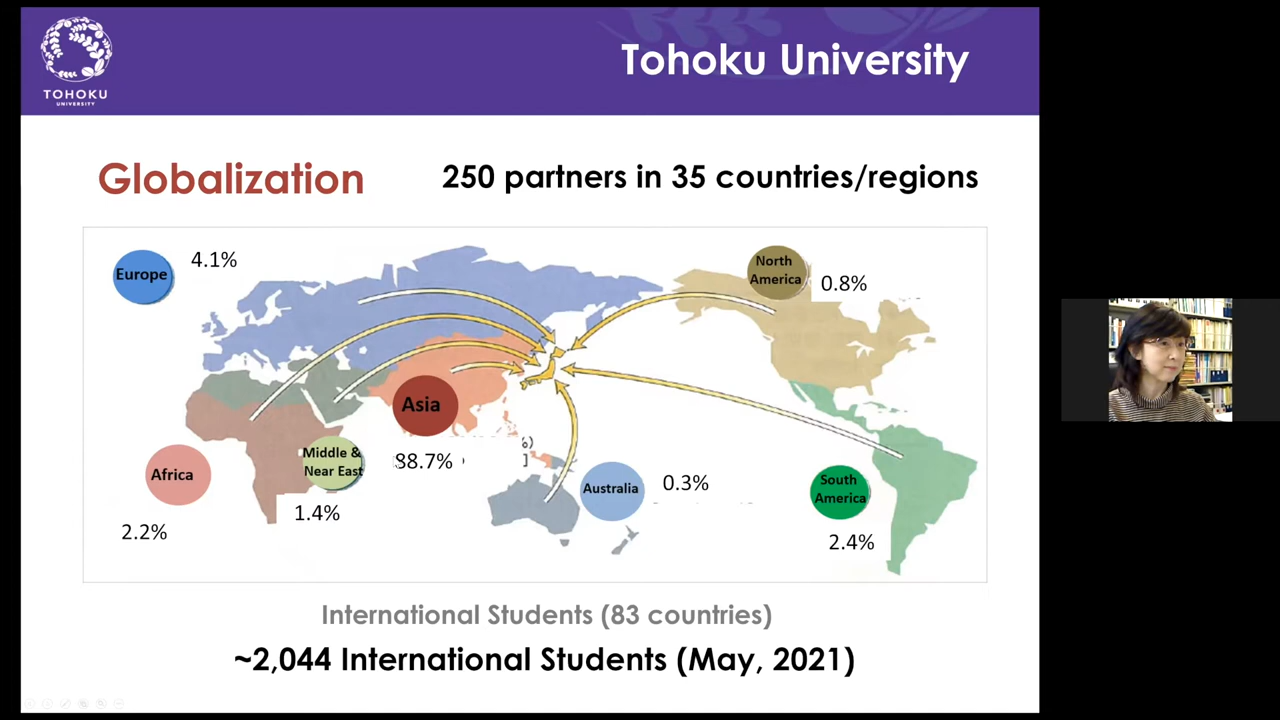 Tohoku University
TOHOKU
UNIVERSITY
Globalization
250 partners in 35 countries/regions
Europe
4.1%
North
America
0.8%
Asia
88.7%
%)
]
Africa
2.2%
Middle &
Near East
1.4%
Australia
0.3%
South
America
2.4%
International Students (83 countries)
~2,044 International Students (May, 2021)